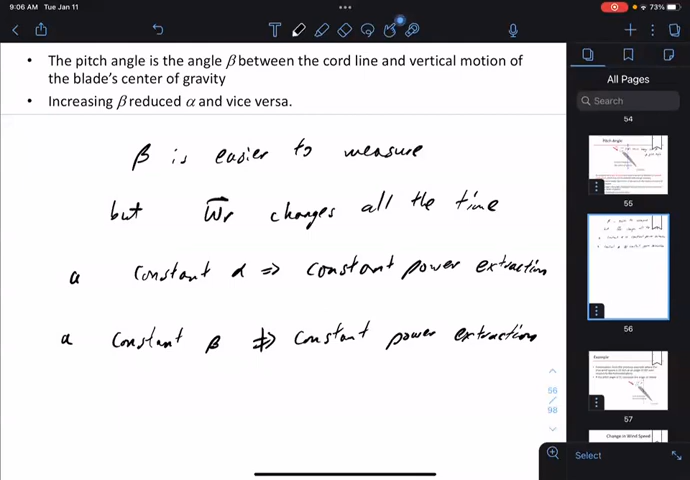 9:06 AM Tue Jan 11
73%
• The pitch angle is the angle β between the cord line and vertical motion of
the blade's center of gravity
• Increasing β reduced α and vice versa.
β is easier to measure
but W̅r changes all the time
a constant α ⇒ constant power extraction
a constant β ⇏ constant power extraction
56
/
98
All Pages
Search
54
Pitch Angle
55
56
Example
57
Change in Wind Speed
Select